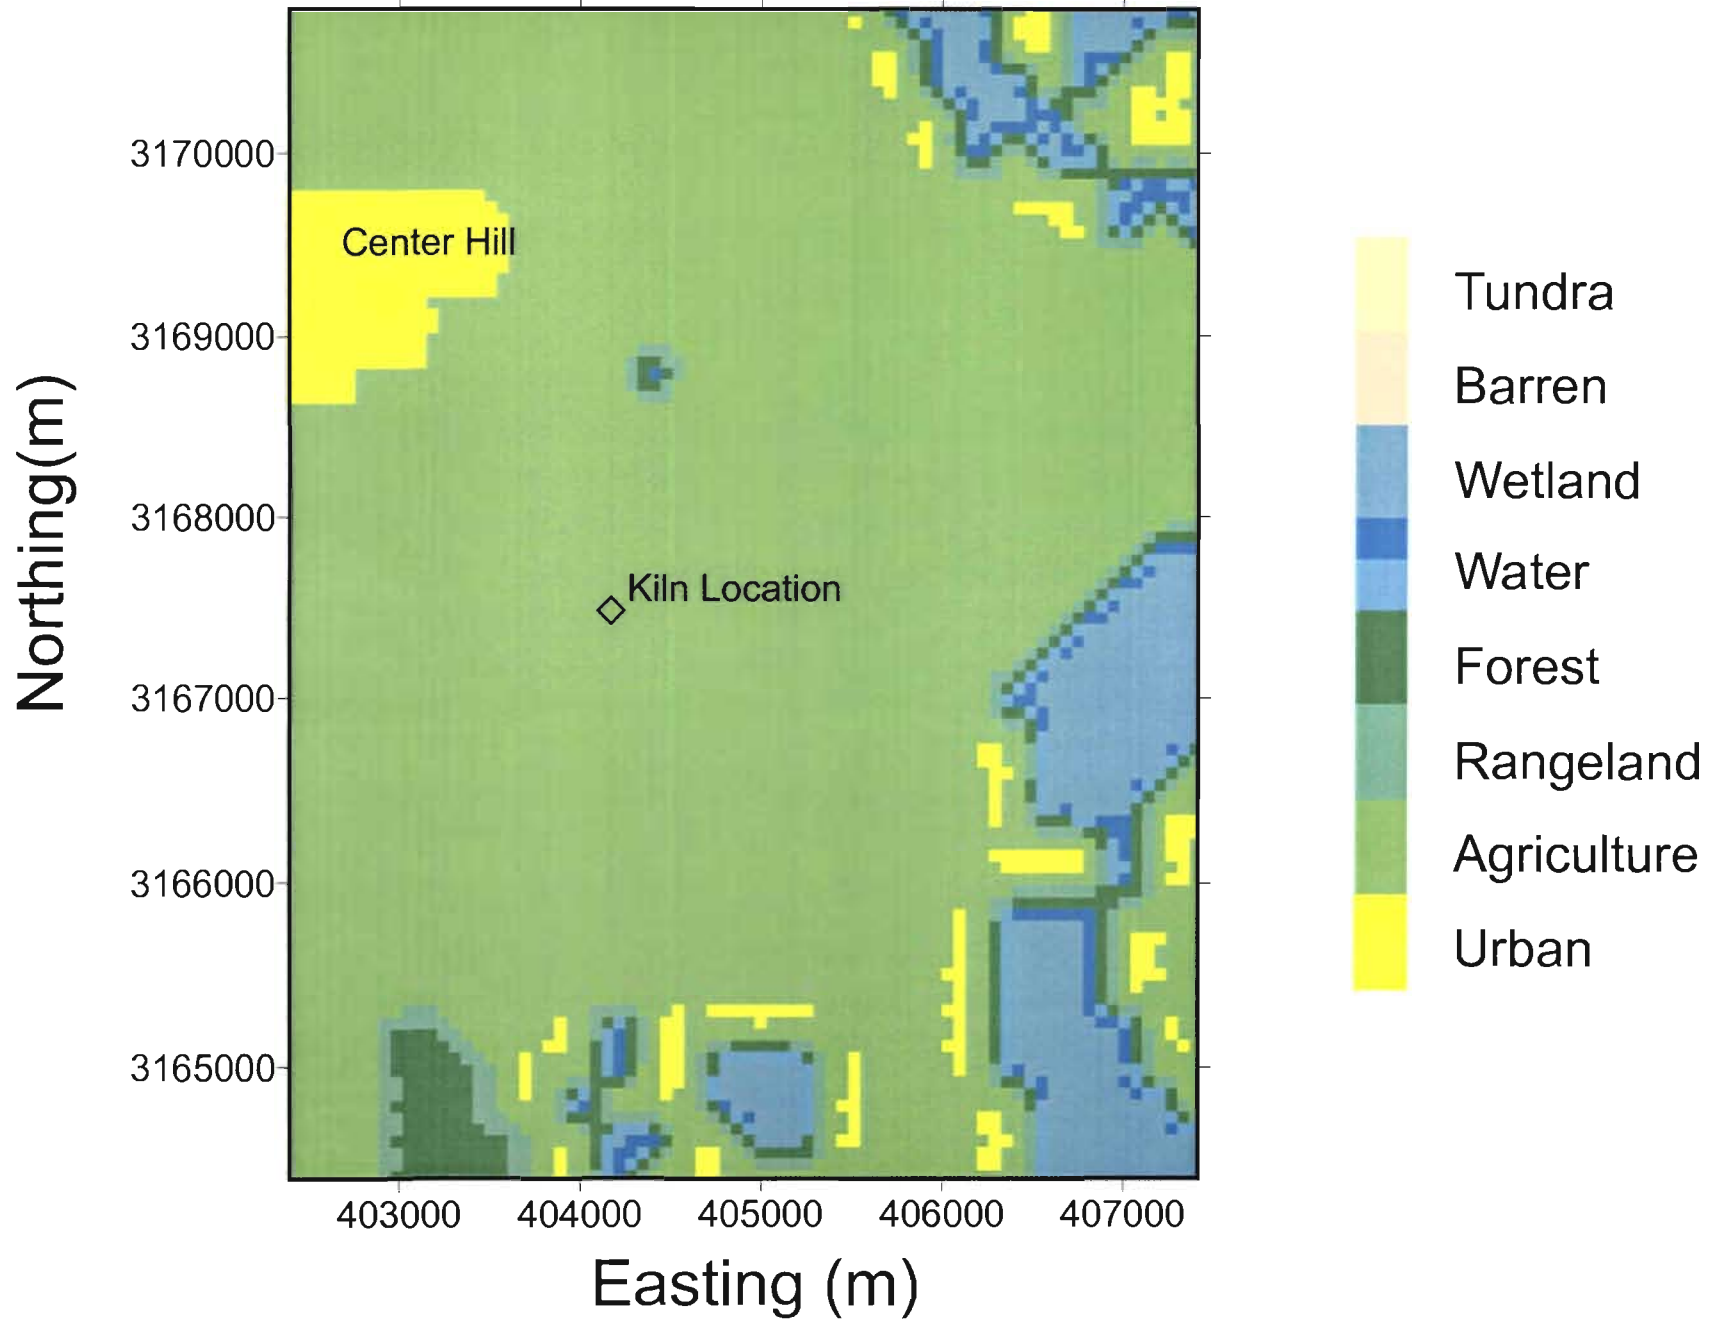 3170000
Center Hill
3169000
3168000
Kiln Location
3167000
3166000
3165000
Northing(m)
403000 404000 405000 406000 407000
Easting (m)
Tundra
Barren
Wetland
Water
Forest
Rangeland
Agriculture
Urban